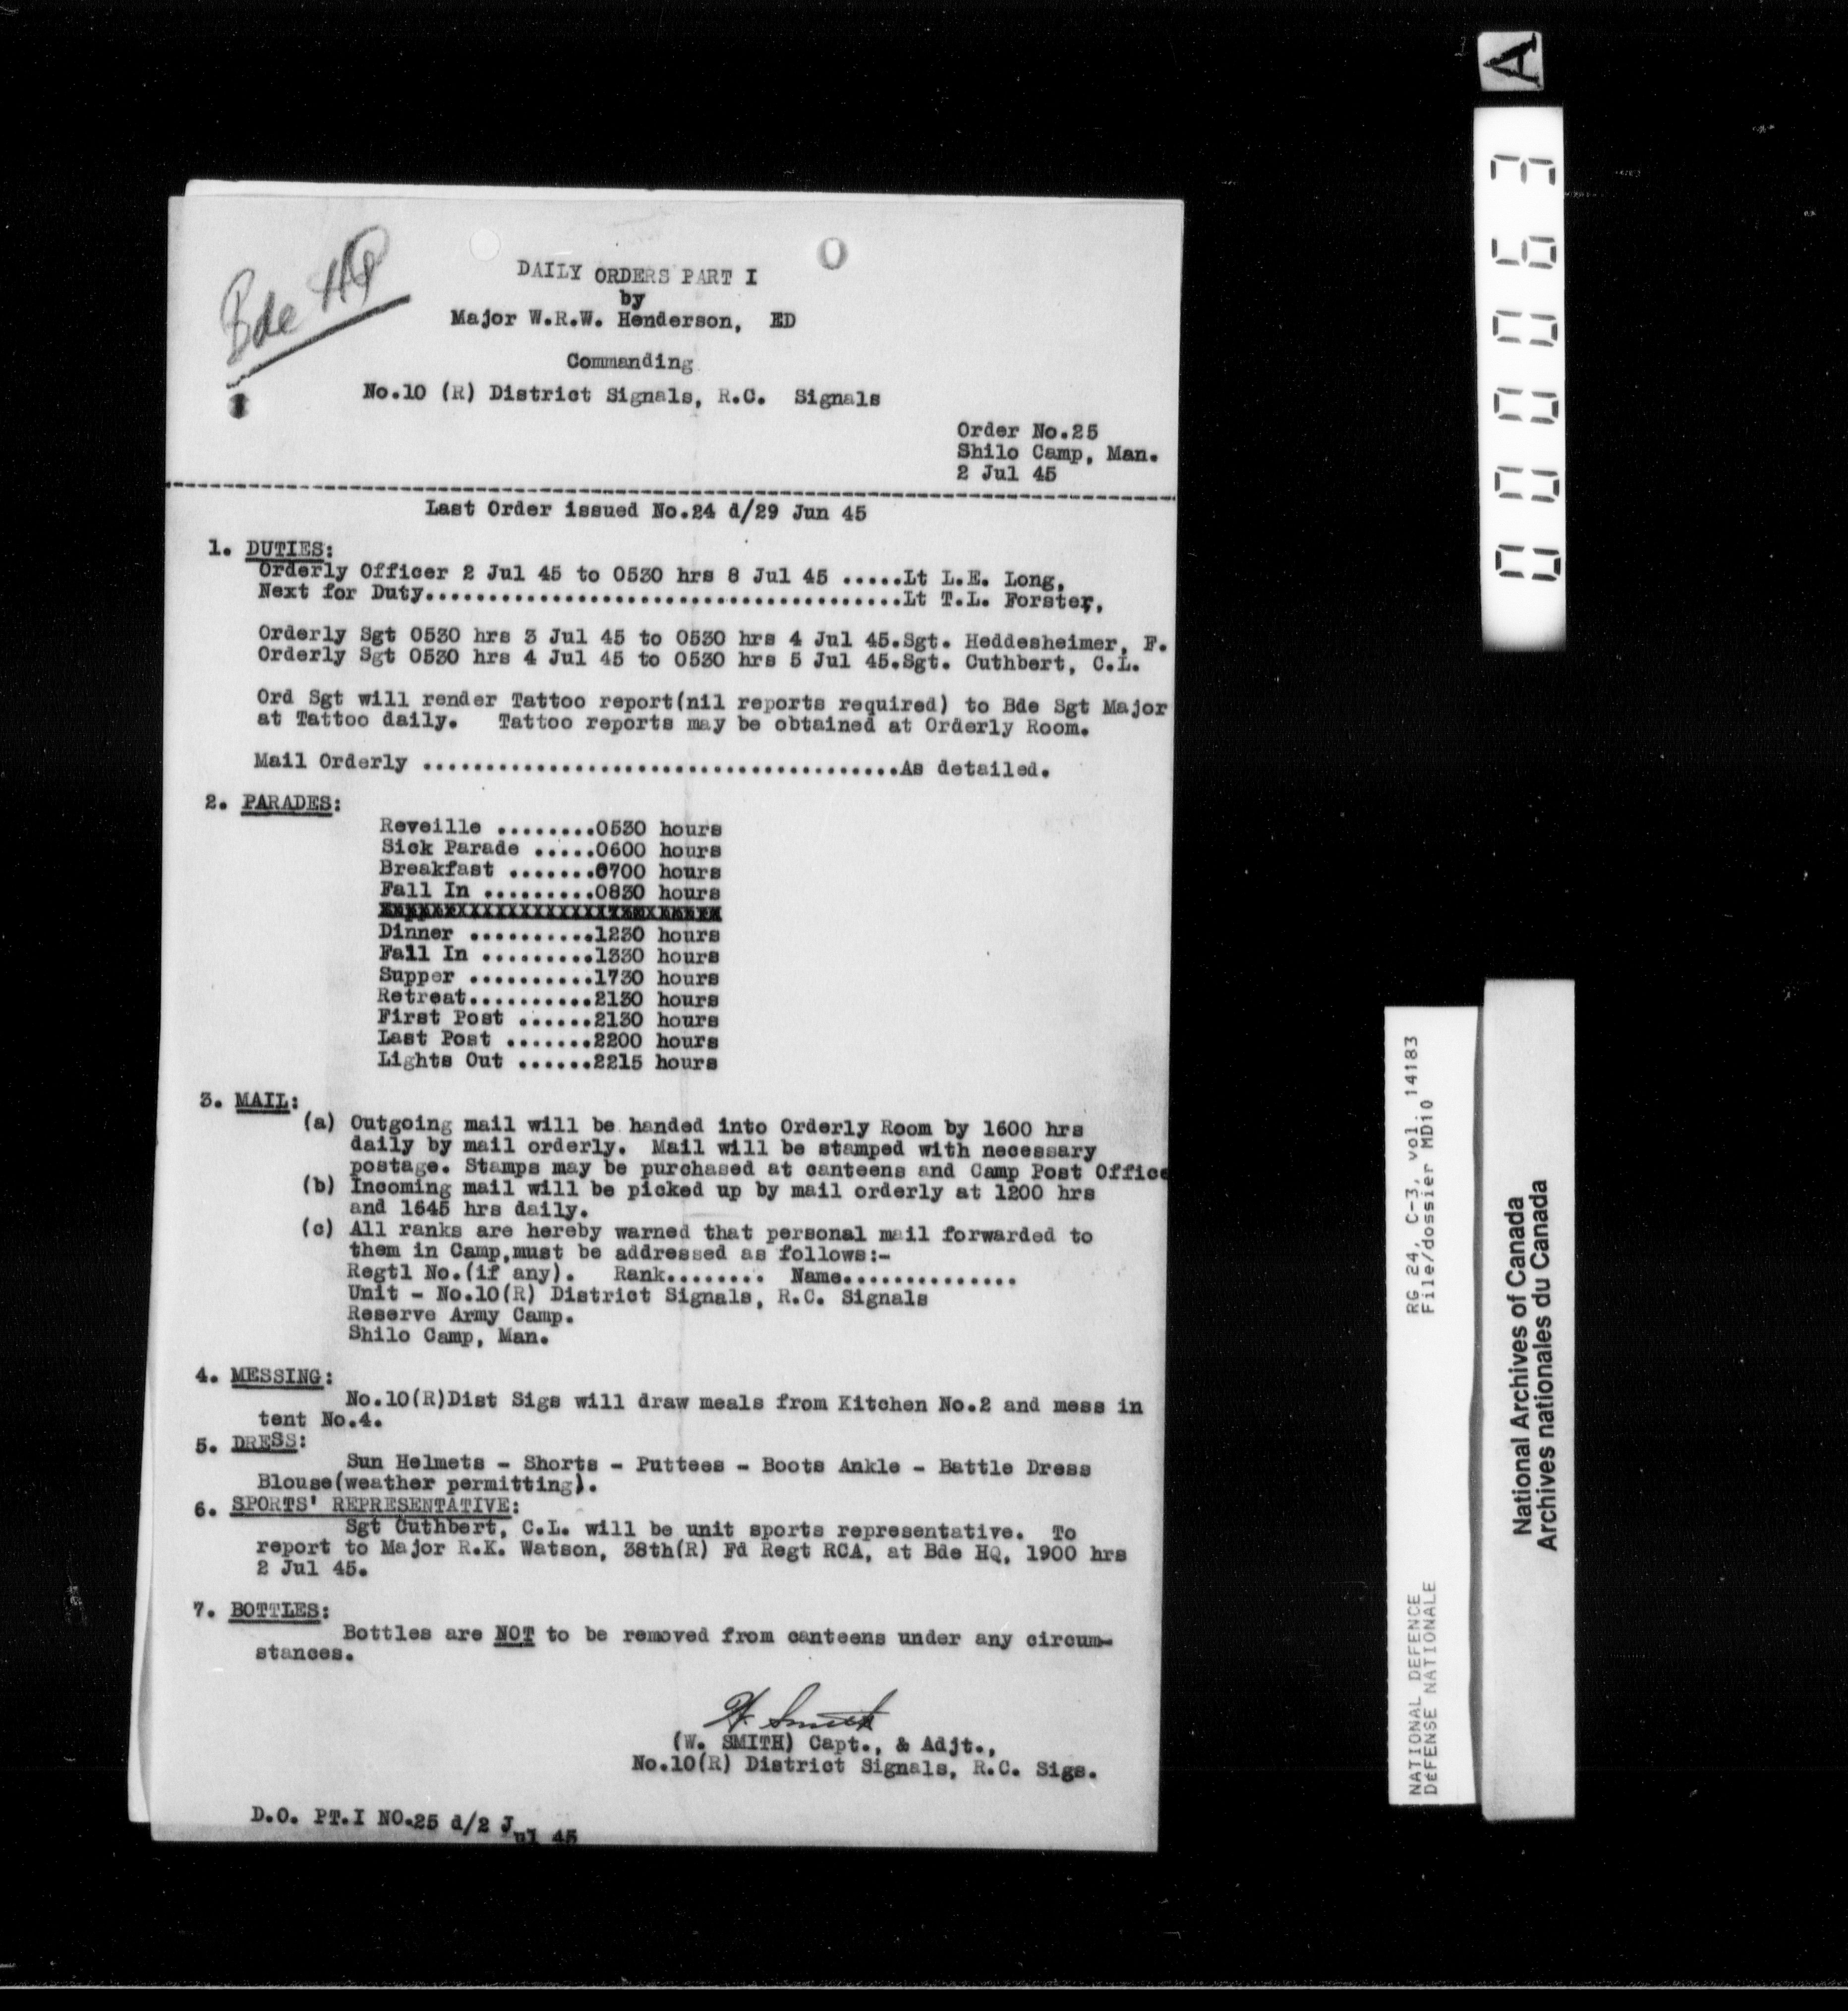 Bde HQ
DAILY ORDERS PART I
by
Major W.R.W. Henderson, ED
Commanding
No.10 (R) District Signals, R.C. Signals
Order No.25
Shilo Camp, Man.
2 Jul 45
Last Order issued No.24 d/29 Jun 45
1. DUTIES:
Orderly Officer 2 Jul 45 to 0530 hrs 8 Jul 45 .....Lt L.E. Long,
Next for Duty......................................Lt T.L. Forster,
Orderly Sgt 0530 hrs 3 Jul 45 to 0530 hrs 4 Jul 45.Sgt. Heddesheimer, F.
Orderly Sgt 0530 hrs 4 Jul 45 to 0530 hrs 5 Jul 45.Sgt. Cuthbert, C.L.
Ord Sgt will render Tattoo report(nil reports required) to Bde Sgt Major
at Tattoo daily. Tattoo reports may be obtained at Orderly Room.
Mail Orderly ......................................As detailed.
2. PARADES:
Reveille ........0530 hours
Sick Parade .....0600 hours
Breakfast .......0700 hours
Fall In .........0830 hours
Dinner ..........1230 hours
Fall In .........1330 hours
Supper ..........1730 hours
Retreat..........2130 hours
First Post ......2130 hours
Last Post .......2200 hours
Lights Out ......2215 hours
3. MAIL:
(a) Outgoing mail will be handed into Orderly Room by 1600 hrs
daily by mail orderly. Mail will be stamped with necessary
postage. Stamps may be purchased at canteens and Camp Post Office
(b) Incoming mail will be picked up by mail orderly at 1200 hrs
and 1645 hrs daily.
(c) All ranks are hereby warned that personal mail forwarded to
them in Camp,must be addressed as follows:-
Regtl No.(if any). Rank........ Name..............
Unit - No.10(R) District Signals, R.C. Signals
Reserve Army Camp.
Shilo Camp, Man.
4. MESSING:
No.10(R)Dist Sigs will draw meals from Kitchen No.2 and mess in
tent No.4.
5. DRESS:
Sun Helmets - Shorts - Puttees - Boots Ankle - Battle Dress
Blouse(weather permitting).
6. SPORTS' REPRESENTATIVE:
Sgt Cuthbert, C.L. will be unit sports representative. To
report to Major R.K. Watson, 38th(R) Fd Regt RCA, at Bde HQ, 1900 hrs
2 Jul 45.
7. BOTTLES:
Bottles are NOT to be removed from canteens under any circum-
stances.
W. Smith
(W. SMITH) Capt., & Adjt.,
No.10(R) District Signals, R.C. Sigs.
D.O. PT.I NO.25 d/2 Jul 45
A
000063
RG 24, C-3, vol. 14183
File/dossier MD10
NATIONAL DEFENCE
DÉFENSE NATIONALE
National Archives of Canada
Archives nationales du Canada